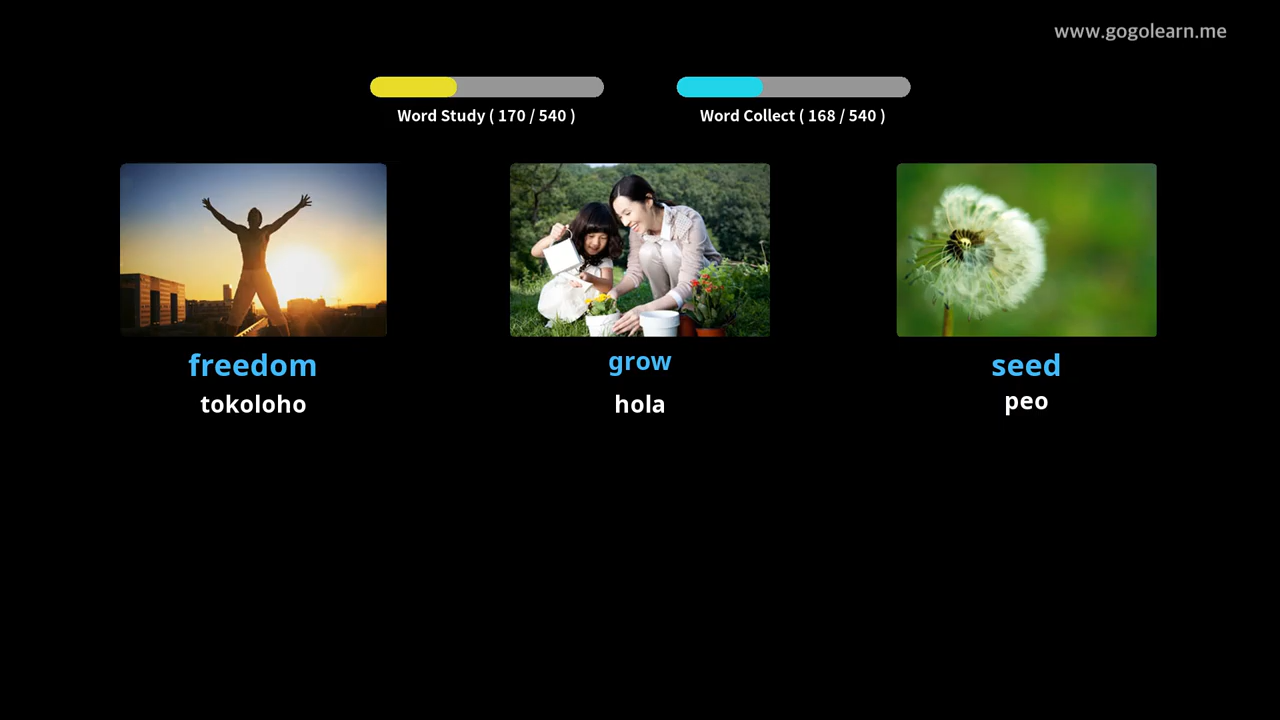 www.gogolearn.me
Word Study ( 170 / 540 )
Word Collect ( 168 / 540 )
freedom
tokoloho
grow
hola
seed
peo